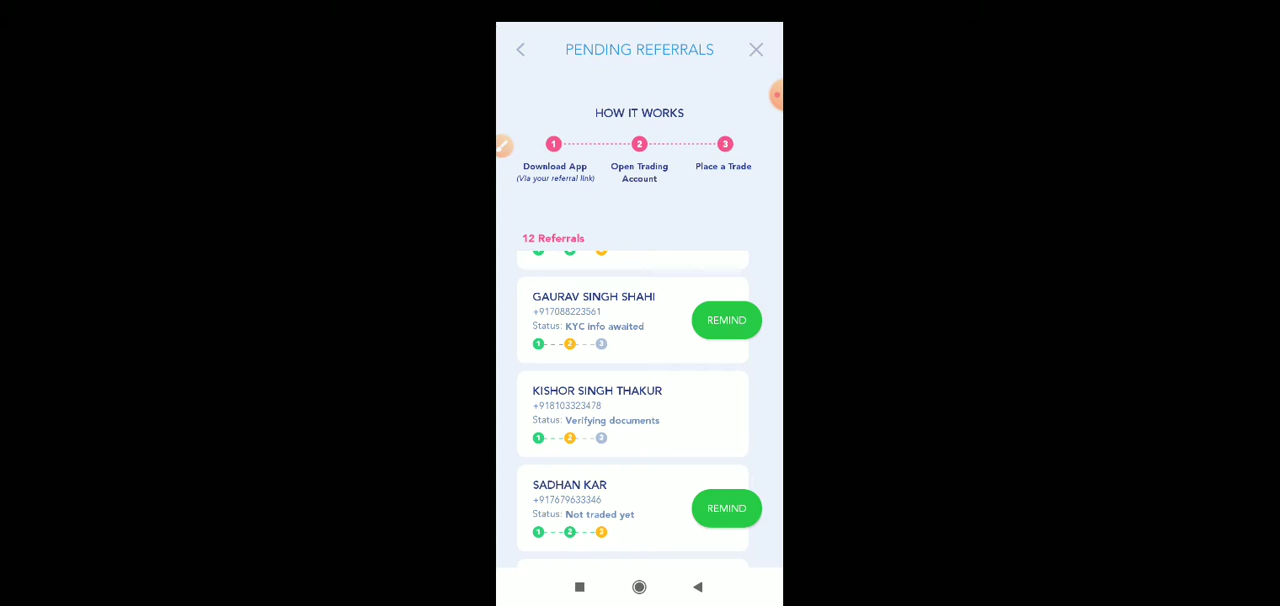 PENDING REFERRALS
HOW IT WORKS
1 2 3
Download App Open Trading Place a Trade
(Via your referral link) Account
12 Referrals
GAURAV SINGH SHAHI
+917088223561
REMIND
Status: KYC info awaited
1 2 3
KISHOR SINGH THAKUR
+918103323478
Status: Verifying documents
1 2 3
SADHAN KAR
+917679633346
REMIND
Status: Not traded yet
1 2 3